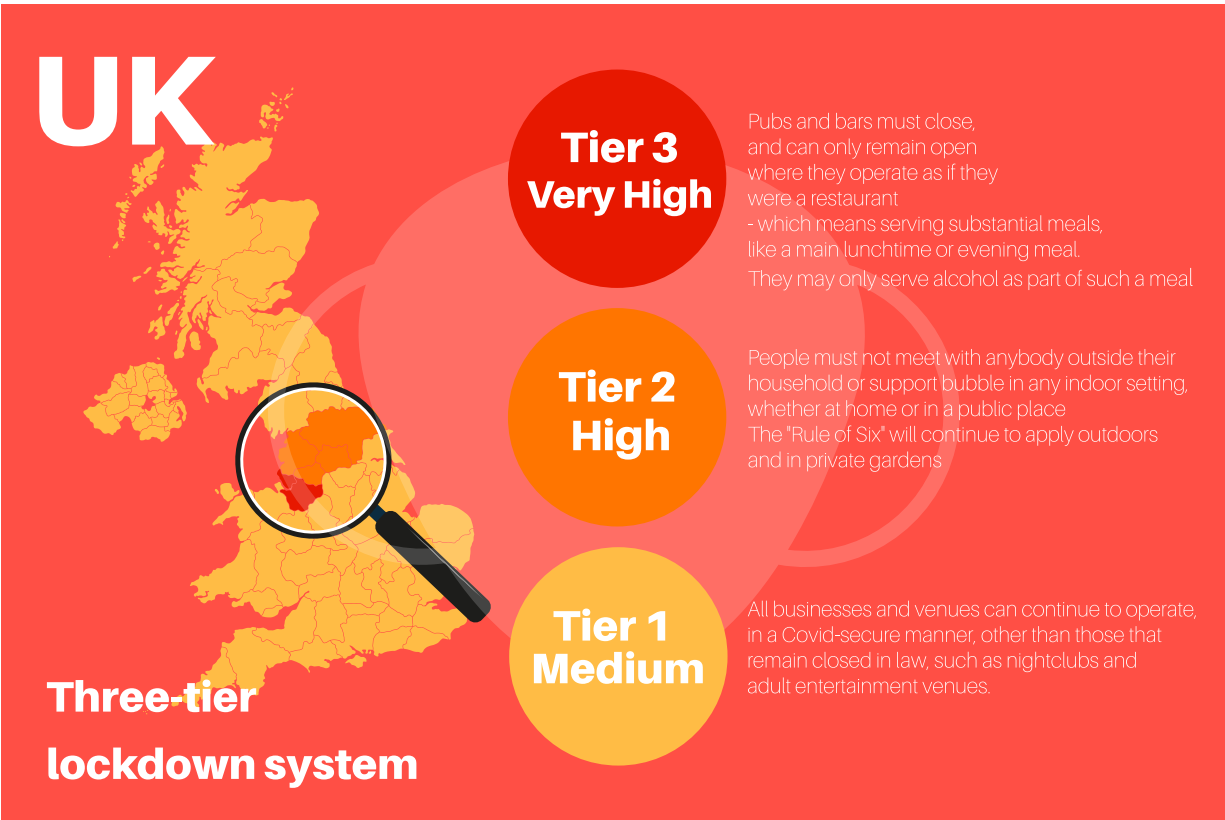 UK
Three-tier
lockdown system
Tier 3
Very High
Pubs and bars must close,
and can only remain open
where they operate as if they
were a restaurant
- which means serving substantial meals,
like a main lunchtime or evening meal.
They may only serve alcohol as part of such a meal
Tier 2
High
People must not meet with anybody outside their
household or support bubble in any indoor setting,
whether at home or in a public place
The "Rule of Six" will continue to apply outdoors
and in private gardens
Tier 1
Medium
All businesses and venues can continue to operate,
in a Covid-secure manner, other than those that
remain closed in law, such as nightclubs and
adult entertainment venues.